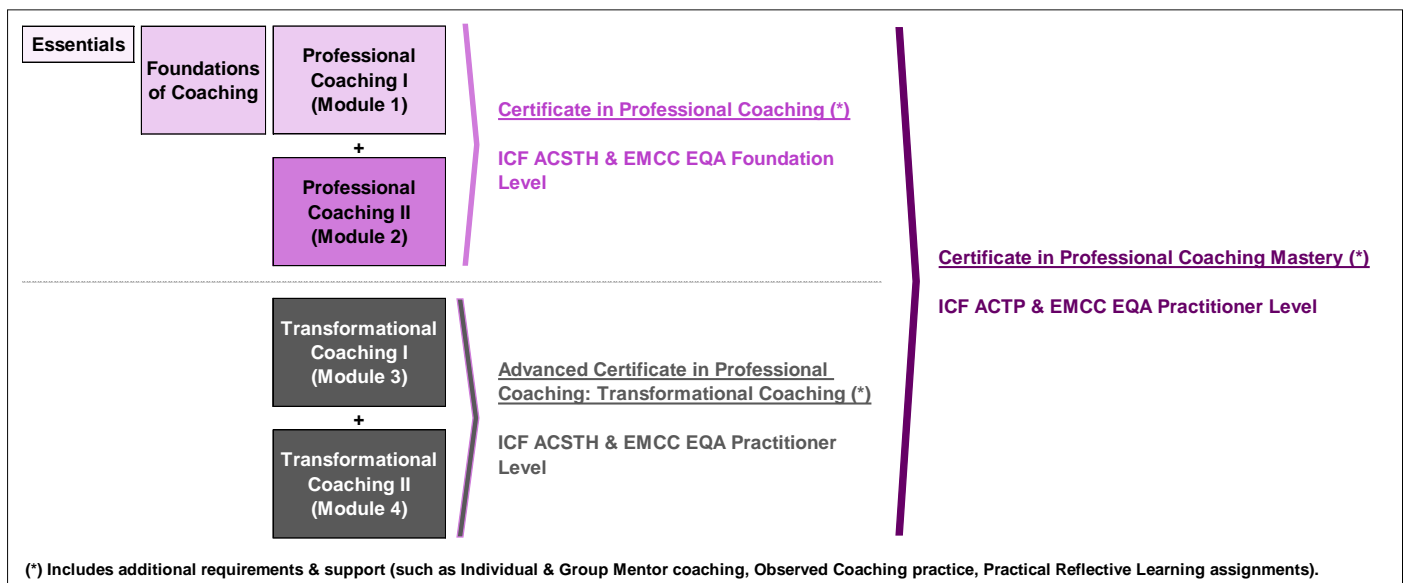 Essentials
Foundations
of Coaching
Professional
Coaching I
(Module 1)
+
Professional
Coaching II
(Module 2)
Certificate in Professional Coaching (*)
ICF ACSTH & EMCC EQA Foundation
Level
Transformational
Coaching I
(Module 3)
+
Transformational
Coaching II
(Module 4)
Advanced Certificate in Professional
Coaching: Transformational Coaching (*)
ICF ACSTH & EMCC EQA Practitioner
Level
Certificate in Professional Coaching Mastery (*)
ICF ACTP & EMCC EQA Practitioner Level
(*) Includes additional requirements & support (such as Individual & Group Mentor coaching, Observed Coaching practice, Practical Reflective Learning assignments).